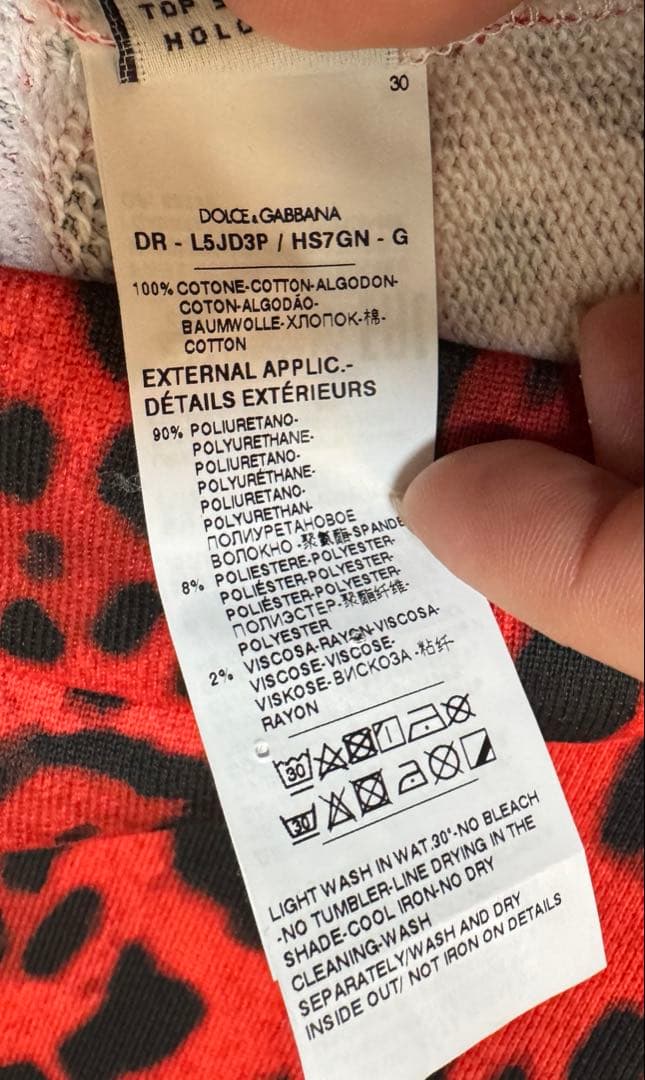 TOP
HOLO
30
DOLCE & GABBANA
DR - L5JD3P / HS7GN - G
100% COTONE-COTTON-ALGODON-
COTON-ALGODÃO-
BAUMWOLLE-ХЛОПОК-棉-
COTTON
EXTERNAL APPLIC.-
DÉTAILS EXTÉRIEURS
90% POLIURETANO-
POLYURETHANE-
POLIURETANO-
POLYURÉTHANE-
POLIURETANO-
POLYURETHAN-
ПОЛИУРЕТАНОВОЕ
ВОЛОКНО-聚氨酯-SPANDE
8% POLIESTERE-POLYESTER-
POLIÉSTER-POLYESTER-
POLIÉSTER-POLYESTER-
ПОЛИЭСТЕР-聚酯纤维-
POLYESTER
2% VISCOSA-RAYON-VISCOSA-
VISCOSE-VISCOSE-
VISKOSE-ВИСКОЗА-粘纤-
RAYON
30
30
LIGHT WASH IN WAT.30°-NO BLEACH
-NO TUMBLER-LINE DRYING IN THE
SHADE-COOL IRON-NO DRY
CLEANING-WASH
SEPARATELY/WASH AND DRY
INSIDE OUT/ NOT IRON ON DETAILS